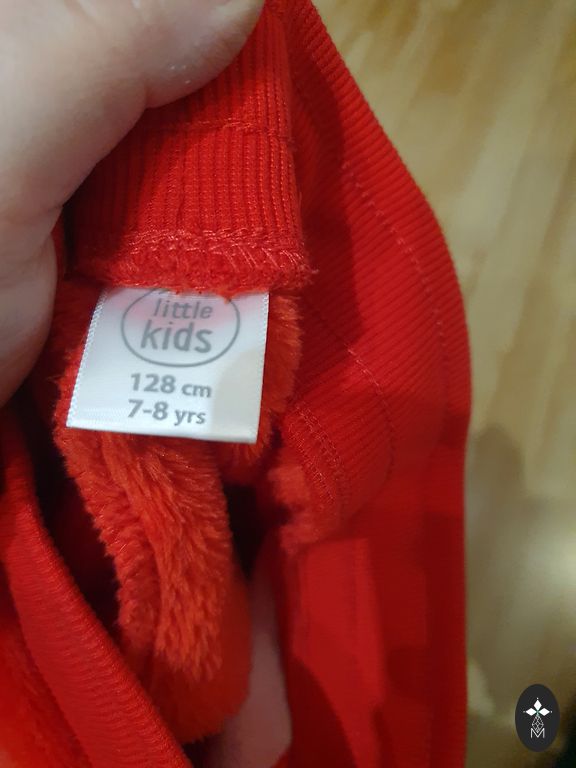 little
kids
128 cm
7-8 yrs
M